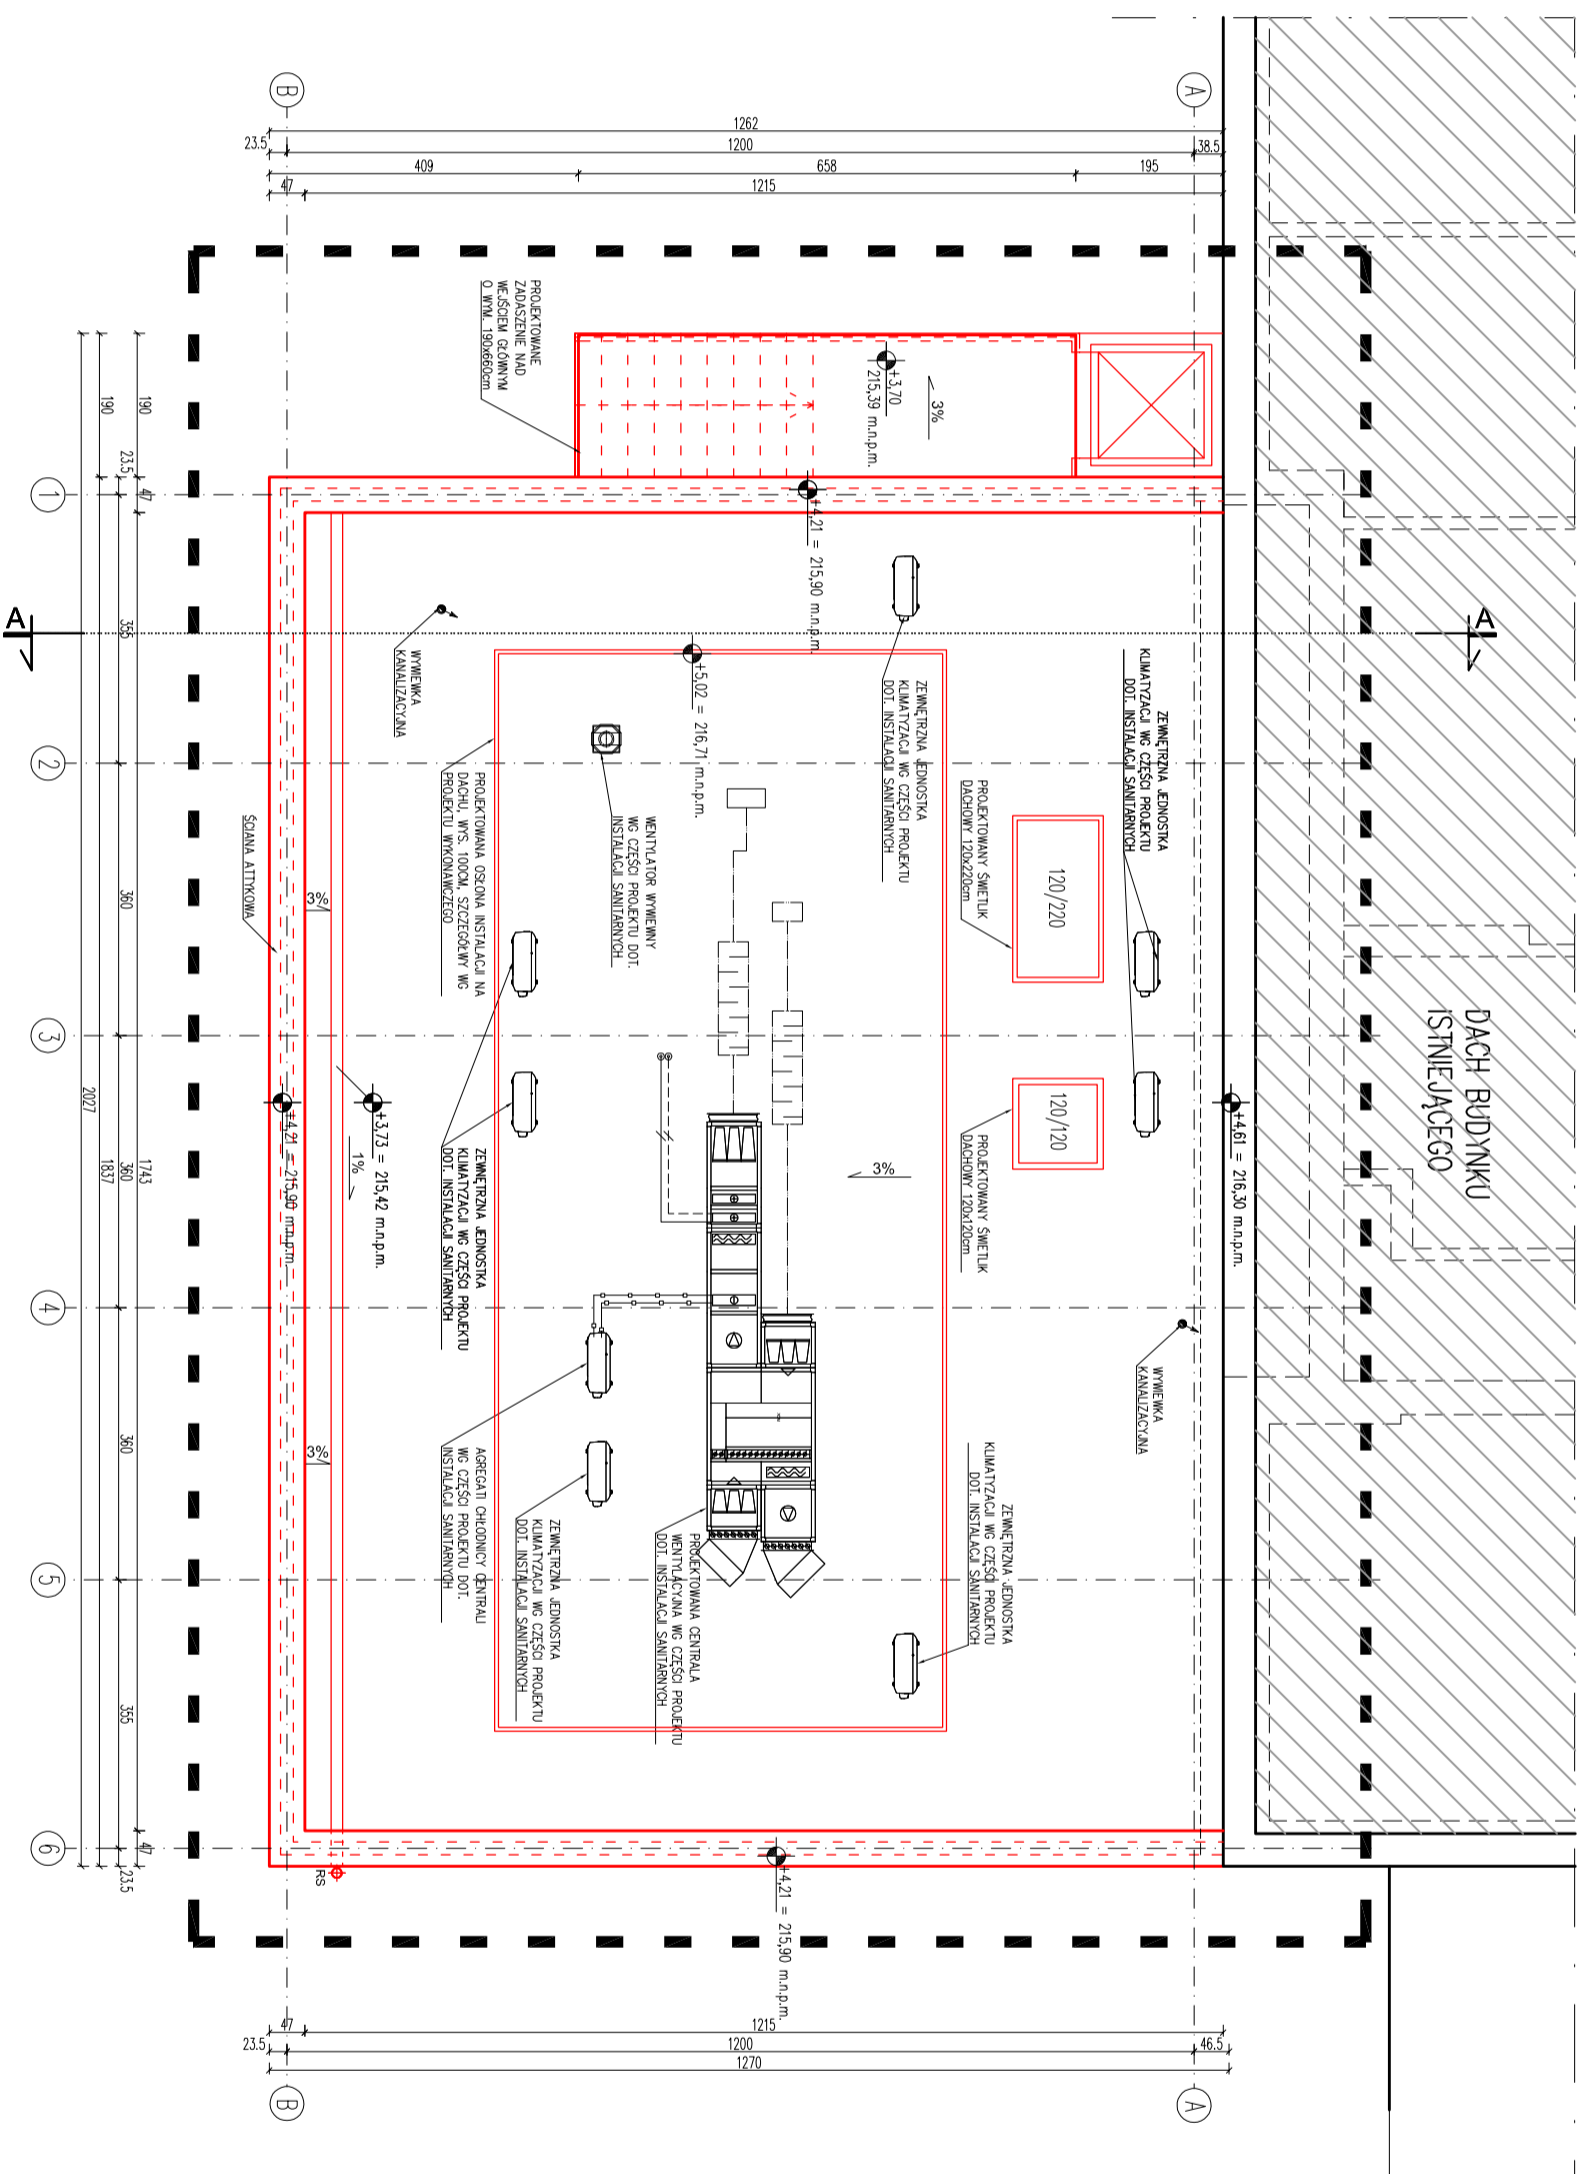 DACH BUDYNKU
ISTNIEJĄCEGO
A
A
+4,61 = 216,30 m.n.p.m.
A
A
38.5
46.5
ZEWNĘTRZNA JEDNOSTKA
KLIMATYZACJI WG CZĘŚCI PROJEKTU
DOT. INSTALACJI SANITARNYCH
WYWIEWKA
KANALIZACYJNA
195
120/220
120/120
PROJEKTOWANY ŚWIETLIK
DACHOWY 120x220cm
PROJEKTOWANY ŚWIETLIK
DACHOWY 120x120cm
ZEWNĘTRZNA JEDNOSTKA
KLIMATYZACJI WG CZĘŚCI PROJEKTU
DOT. INSTALACJI SANITARNYCH
3%
+3,70
215,39 m.n.p.m.
ZEWNĘTRZNA JEDNOSTKA
KLIMATYZACJI WG CZĘŚCI PROJEKTU
DOT. INSTALACJI SANITARNYCH
3%
658
+4,21 = 215,90 m.n.p.m.
+4,21 = 215,90 m.n.p.m.
1262
1200
1215
1215
1200
1270
+5,02 = 216,71 m.n.p.m.
PROJEKTOWANA CENTRALA
WENTYLACYJNA WG CZĘŚCI PROJEKTU
DOT. INSTALACJI SANITARNYCH
WENTYLATOR WYWIEWNY
WG CZĘŚCI PROJEKTU DOT.
INSTALACJI SANITARNYCH
PROJEKTOWANE
ZADASZENIE NAD
WEJŚCIEM GŁÓWNYM
O WYM. 190x660cm
ZEWNĘTRZNA JEDNOSTKA
KLIMATYZACJI WG CZĘŚCI PROJEKTU
DOT. INSTALACJI SANITARNYCH
PROJEKTOWANA OSŁONA INSTALACJI NA
DACHU, WYS. 100CM, SZCZEGÓŁWY WG
PROJEKTU WYKONAWCZEGO
ZEWNĘTRZNA JEDNOSTKA
KLIMATYZACJI WG CZĘŚCI PROJEKTU
DOT. INSTALACJI SANITARNYCH
AGREGATI CHŁODNICY CENTRALI
WG CZĘŚCI PROJEKTU DOT.
INSTALACJI SANITARNYCH
409
WYWIEWKA
KANALIZACYJNA
+3,73 = 215,42 m.n.p.m.
1%
3%
3%
RS
47
47
B
B
23.5
23.5
+4,21 = 215,90 m.n.p.m.
ŚCIANA ATTYKOWA
190
47
1743
47
23.5
355
360
360
360
355
23.5
190
1837
2027
1
2
3
4
5
6
A